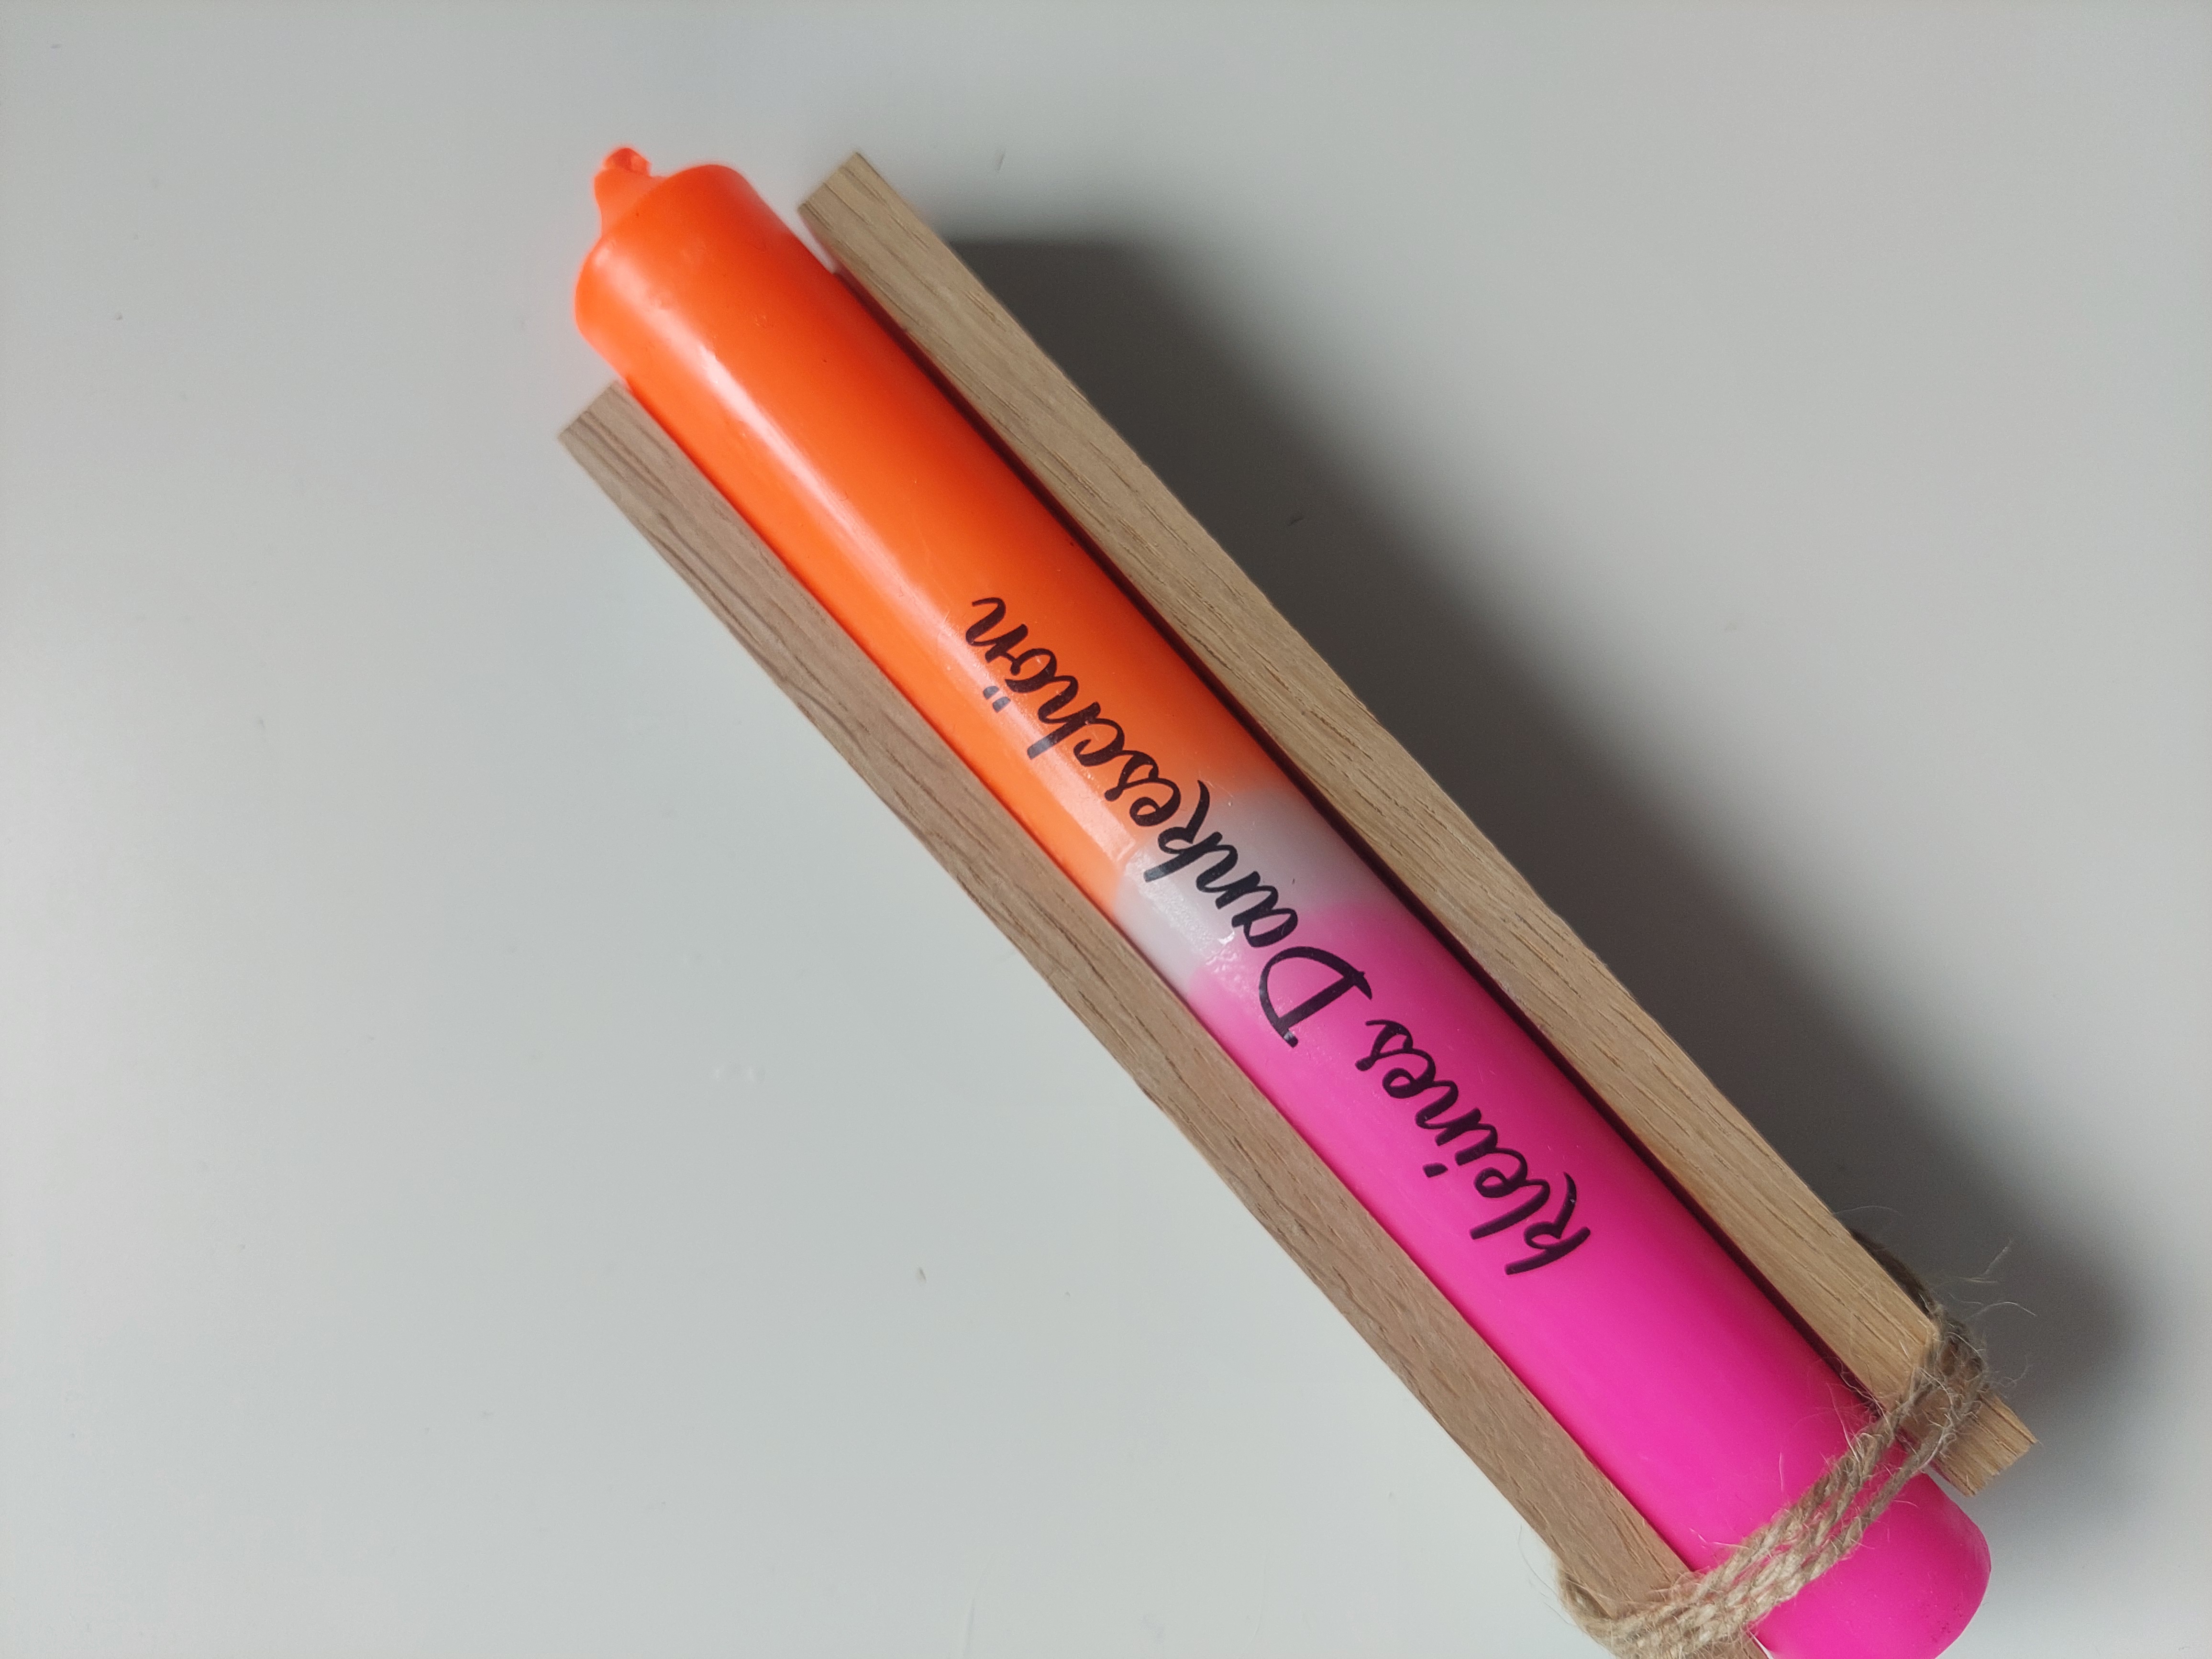 kleines Dankeschön